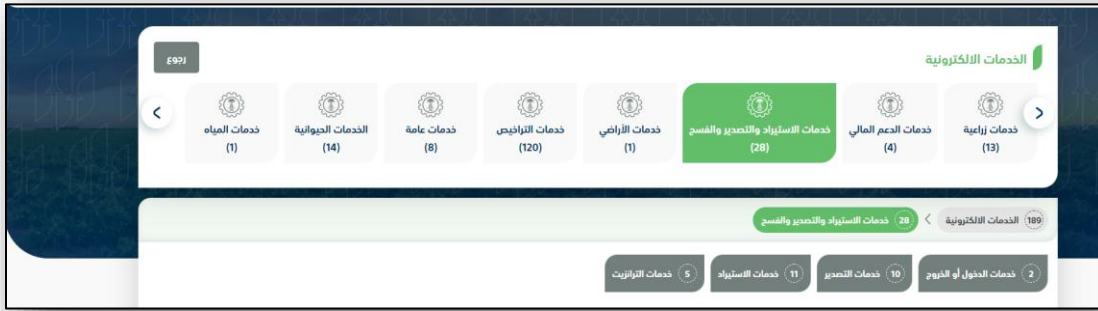 الخدمات الالكترونية
رجوع
خدمات زراعية
(13)
خدمات الدعم المالي
(4)
خدمات الاستيراد والتصدير والفسح
(28)
خدمات الأراضي
(1)
خدمات التراخيص
(120)
خدمات عامة
(8)
الخدمات الحيوانية
(14)
خدمات المياه
(1)
189 الخدمات الالكترونية > 28 خدمات الاستيراد والتصدير والفسح
2 خدمات الدخول أو الخروج
10 خدمات التصدير
11 خدمات الاستيراد
5 خدمات الترانزيت